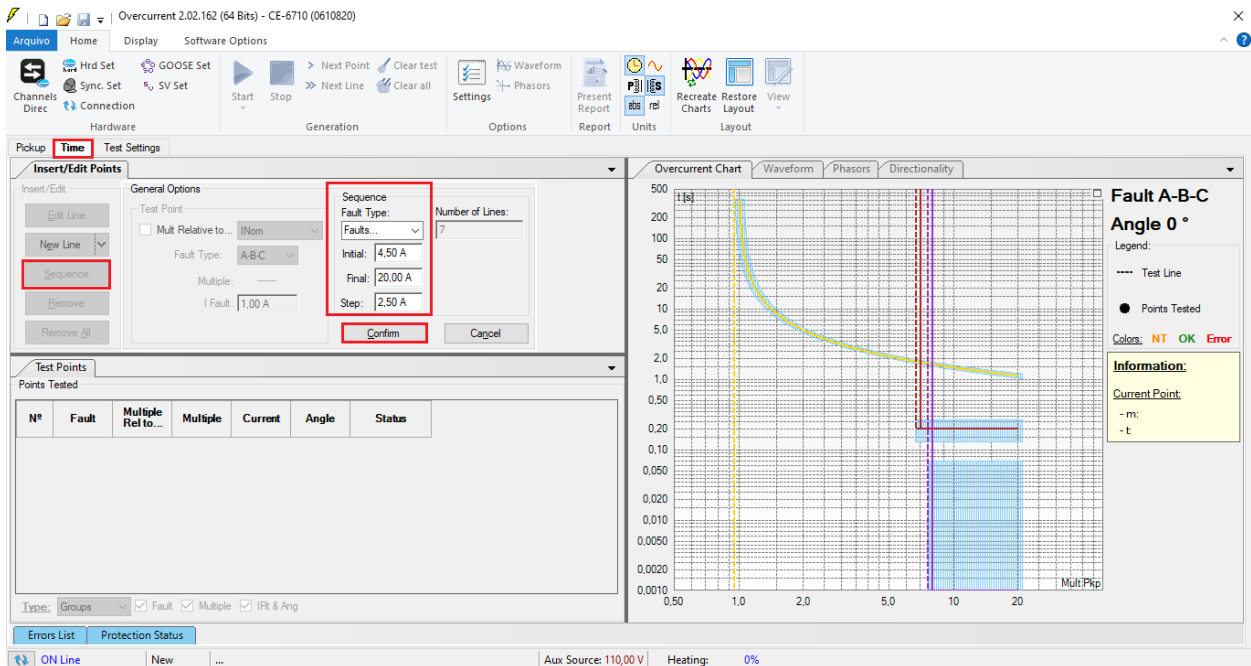 Overcurrent 2.02.162 (64 Bits) - CE-6710 (0610820)
Arquivo Home Display Software Options
Channels Direc
Hrd Set
Sync. Set
Connection
GOOSE Set
SV Set
Hardware
Start Stop
Next Point
Next Line
Clear test
Clear all
Generation
Settings
Waveform
Phasors
Options
Present Report
Report
abs rel
Units
Recreate Charts
Restore Layout
View
Layout
Pickup Time Test Settings
Insert/Edit Points
Insert/Edit
Edit Line
New Line
Sequence
Remove
Remove All
General Options
Test Point
Mult Relative to... INom
Fault Type: A-B-C
Multiple: ----
I Fault: 1,00 A
Sequence
Fault Type:
Faults...
Initial: 4,50 A
Final: 20,00 A
Step: 2,50 A
Number of Lines:
7
Confirm Cancel
Test Points
Points Tested
Nº Fault Multiple Rel to... Multiple Current Angle Status
Type: Groups Fault Multiple IFlt & Ang
Overcurrent Chart Waveform Phasors Directionality
t [s]
500
200
100
50
20
10
5,0
2,0
1,0
0,50
0,20
0,10
0,050
0,020
0,010
0,0050
0,0020
0,0010
0,50 1,0 2,0 5,0 10 20
Mult Pkp
Fault A-B-C
Angle 0 °
Legend:
Test Line
Points Tested
Colors: NT OK Error
Information:
Current Point:
- m:
- t:
Errors List Protection Status
ON Line New ... Aux Source: 110,00 V Heating: 0%